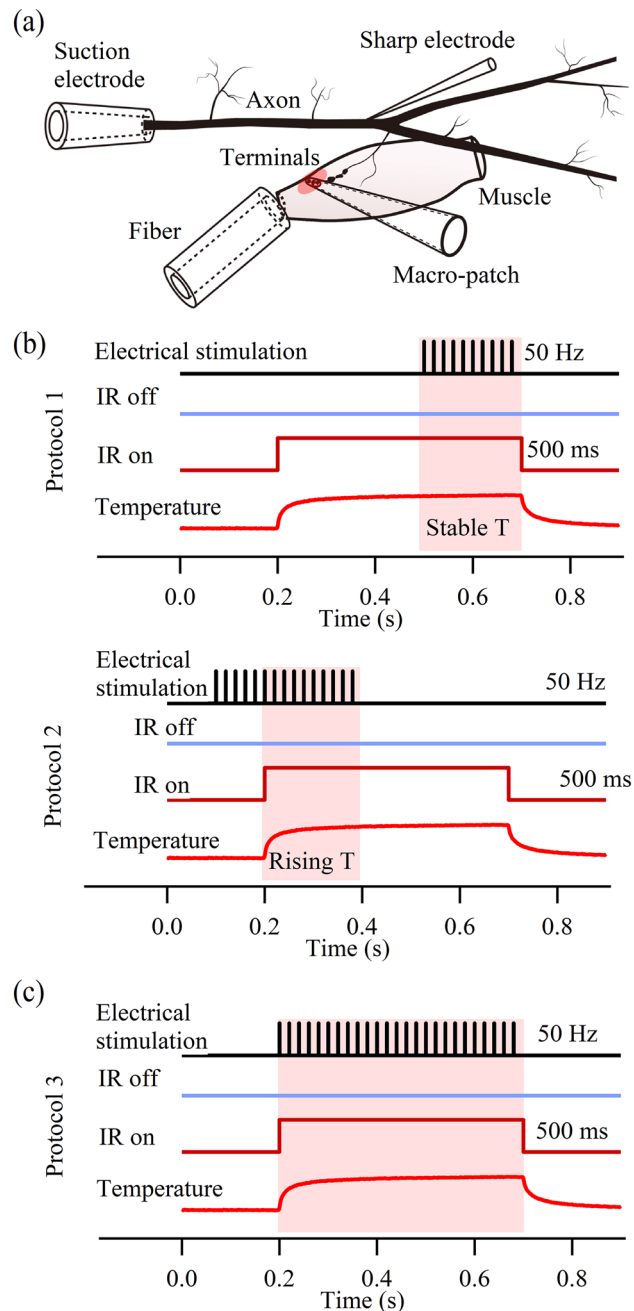 (a)
Suction
electrode
Axon
Sharp electrode
Terminals
Muscle
Fiber
Macro-patch
(b)
Protocol 1
Electrical stimulation
50 Hz
IR off
IR on
500 ms
Temperature
Stable T
0.0 0.2 0.4 0.6 0.8
Time (s)
Protocol 2
Electrical
stimulation
50 Hz
IR off
IR on
500 ms
Temperature
Rising T
0.0 0.2 0.4 0.6 0.8
Time (s)
(c)
Protocol 3
Electrical
stimulation
50 Hz
IR off
IR on
500 ms
Temperature
0.0 0.2 0.4 0.6 0.8
Time (s)